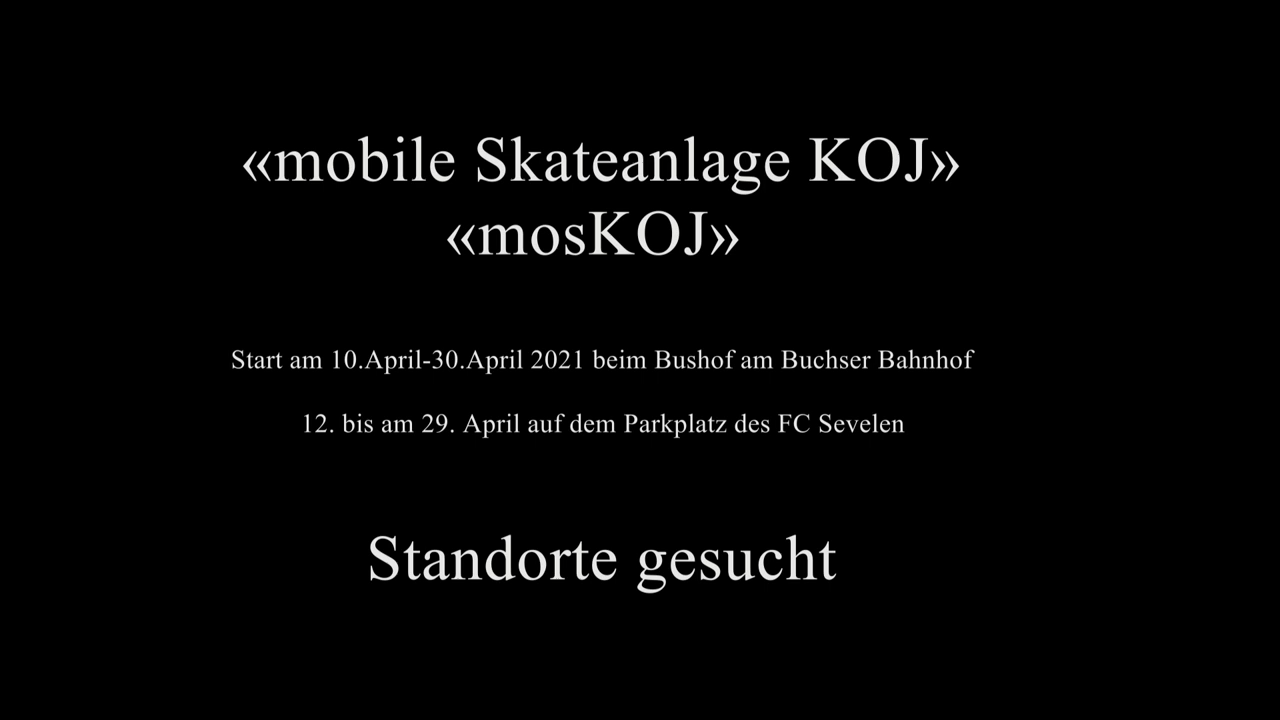 «mobile Skateanlage KOJ»
«mosKOJ»
Start am 10.April-30.April 2021 beim Bushof am Buchser Bahnhof
12. bis am 29. April auf dem Parkplatz des FC Sevelen
Standorte gesucht